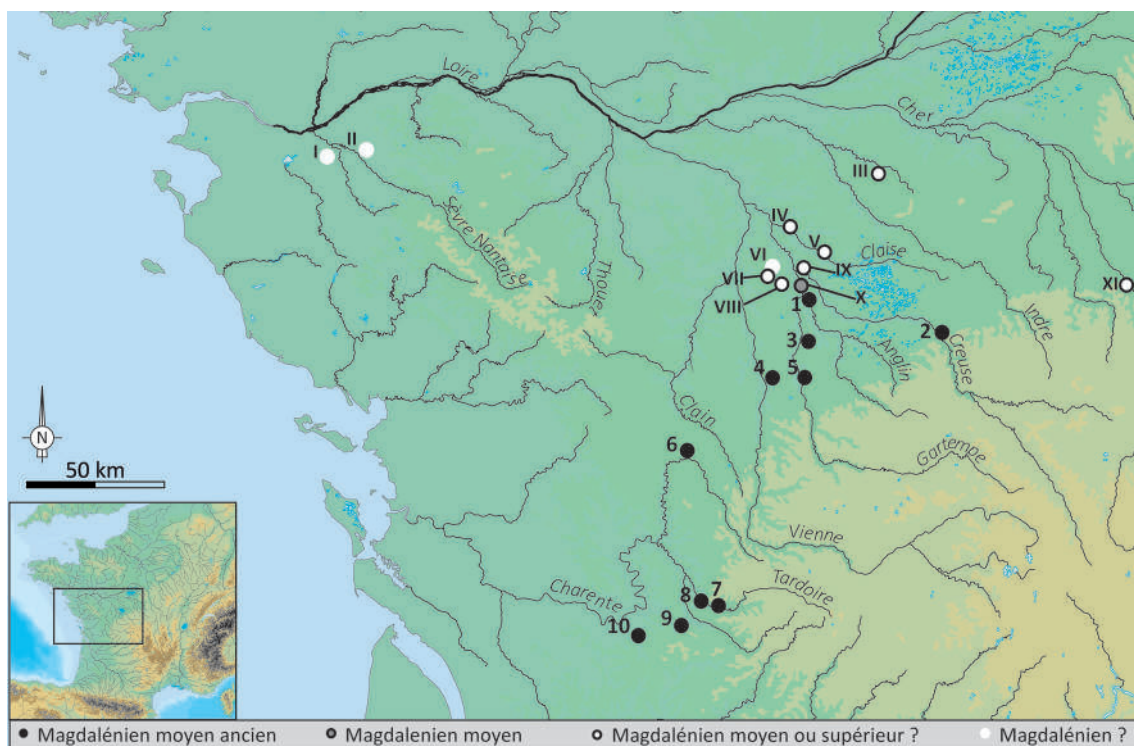 Loire
Cher
II
I
III
Sèvre Nantaise
Thouet
IV
V
Claise
VI
IX
VII
XI
X
VIII
1
Indre
2
Creuse
3
Anglin
4
5
N
Clain
50 km
6
Gartempe
Vienne
Tardoire
Charente
8
7
9
10
Magdalénien moyen ancien
Magdalenien moyen
Magdalénien moyen ou supérieur ?
Magdalénien ?